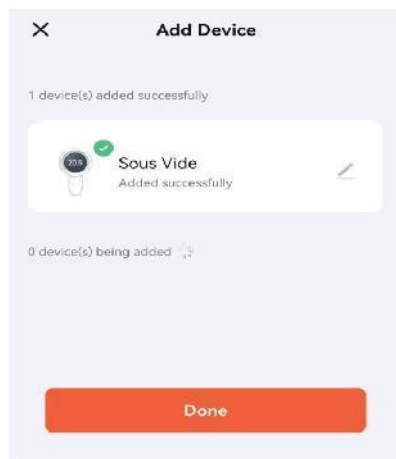 Add Device
1 device(s) added successfully
Sous Vide
Added successfully
0 device(s) being added
Done